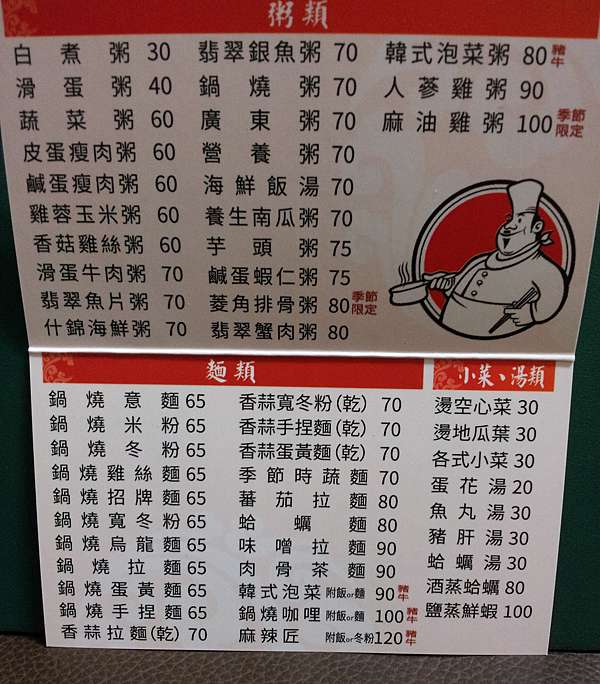 粥類
白煮粥 30
滑蛋粥 40
蔬菜粥 60
皮蛋瘦肉粥 60
鹹蛋瘦肉粥 60
雞蓉玉米粥 60
香菇雞絲粥 60
滑蛋牛肉粥 70
翡翠魚片粥 70
什錦海鮮粥 70
翡翠銀魚粥 70
鍋燒粥 70
廣東粥 70
營養粥 70
海鮮飯湯 70
養生南瓜粥 70
芋頭粥 75
鹹蛋蝦仁粥 75
菱角排骨粥 80 季節限定
翡翠蟹肉粥 80
韓式泡菜粥 80 豬牛
人蔘雞粥 90
麻油雞粥 100 季節限定
麵類
鍋燒意麵 65
鍋燒米粉 65
鍋燒冬粉 65
鍋燒雞絲麵 65
鍋燒招牌麵 65
鍋燒寬冬粉 65
鍋燒烏龍麵 65
鍋燒拉麵 65
鍋燒蛋黃麵 65
鍋燒手捏麵 65
香蒜拉麵(乾) 70
香蒜寬冬粉(乾) 70
香蒜手捏麵(乾) 70
香蒜蛋黃麵(乾) 70
季節時蔬麵 70
蕃茄拉麵 80
蛤蠣麵 80
味噌拉麵 90
肉骨茶麵 90
韓式泡菜 附飯or麵 90 豬牛
鍋燒咖哩 附飯or麵 100 豬牛
麻辣匠 附飯or冬粉 120 豬牛
小菜、湯類
燙空心菜 30
燙地瓜葉 30
各式小菜 30
蛋花湯 20
魚丸湯 30
豬肝湯 30
蛤蠣湯 30
酒蒸蛤蠣 80
鹽蒸鮮蝦 100